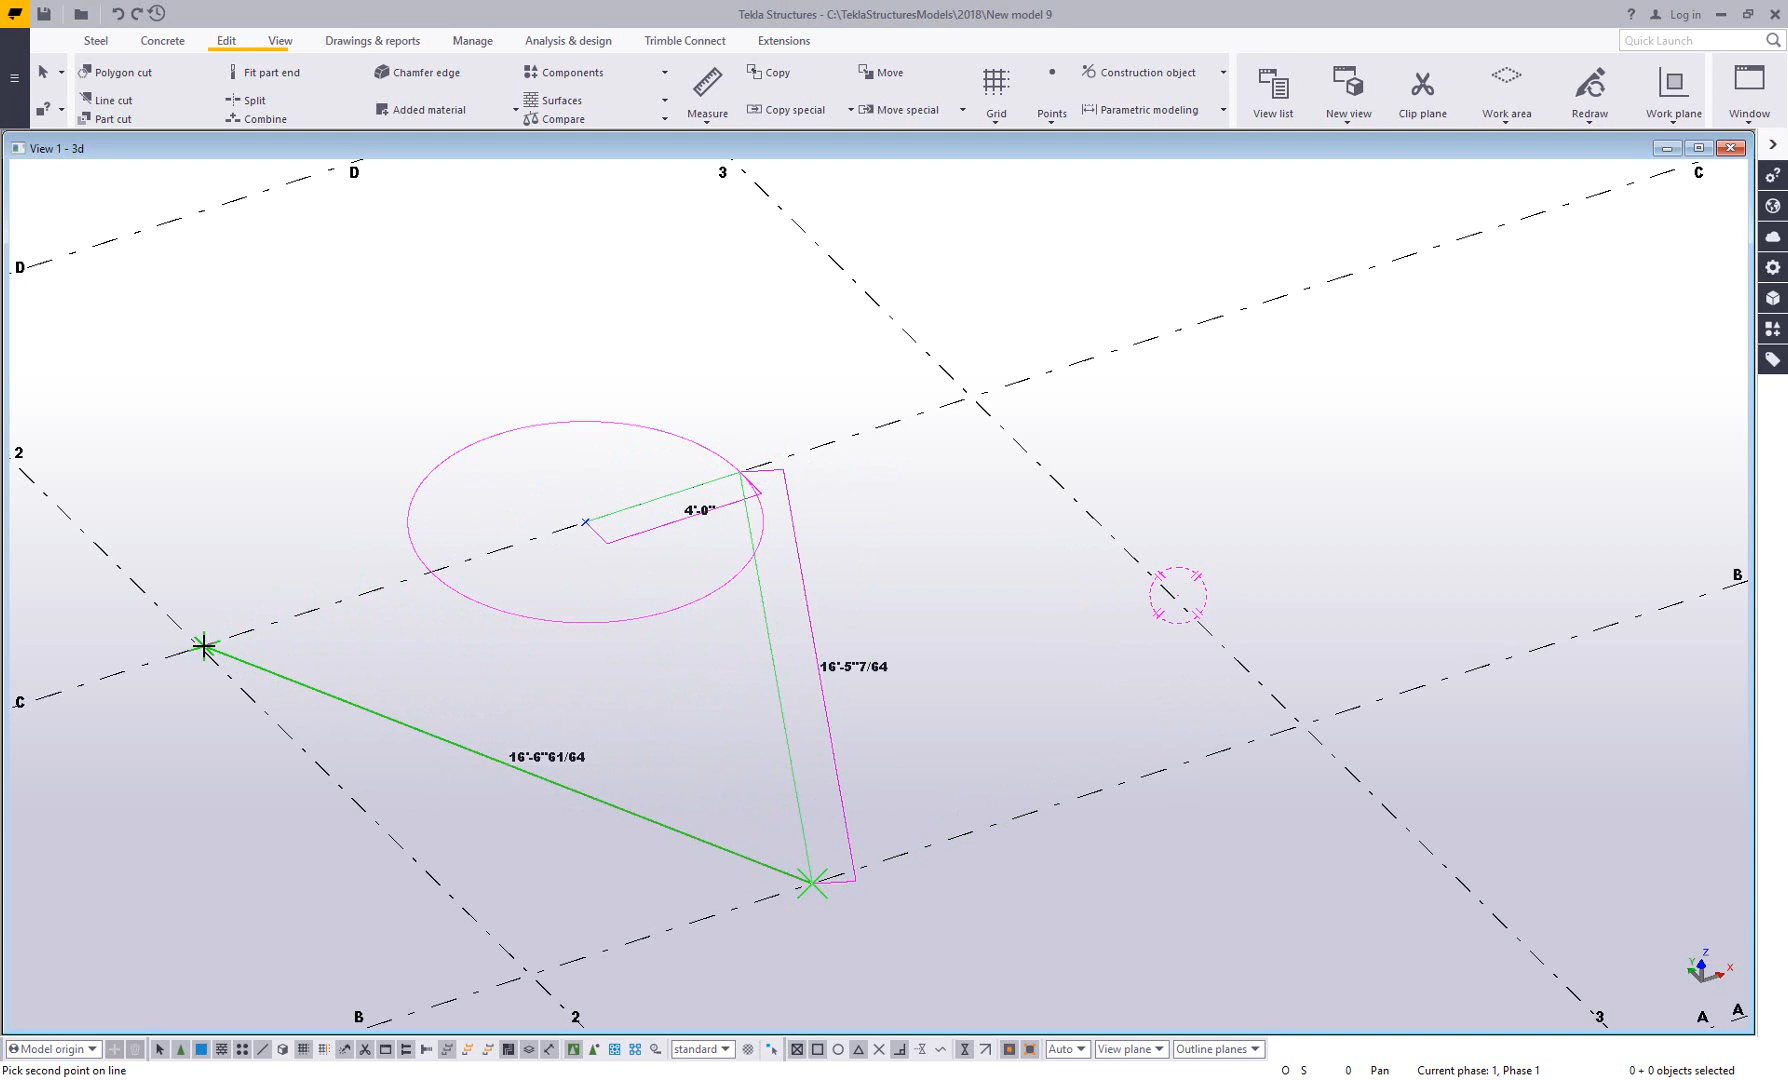 Tekla Structures - C:\TeklaStructuresModels\2018\New model 9
? Log in
Steel Concrete Edit View Drawings & reports Manage Analysis & design Trimble Connect Extensions
Quick Launch
Polygon cut
Line cut
Part cut
Fit part end
Split
Combine
Chamfer edge
Added material
Components
Surfaces
Compare
Measure
Copy
Copy special
Move
Move special
Grid
Points
Construction object
Parametric modeling
View list
New view
Clip plane
Work area
Redraw
Work plane
Window
View 1 - 3d
D
3
C
D
2
4'-0"
B
C
16'-5"7/64
16'-6"61/64
Z
Y
X
B
2
3
A
A
Model origin
standard
Auto
View plane
Outline planes
Pick second point on line
O S 0 Pan Current phase: 1, Phase 1 0 + 0 objects selected